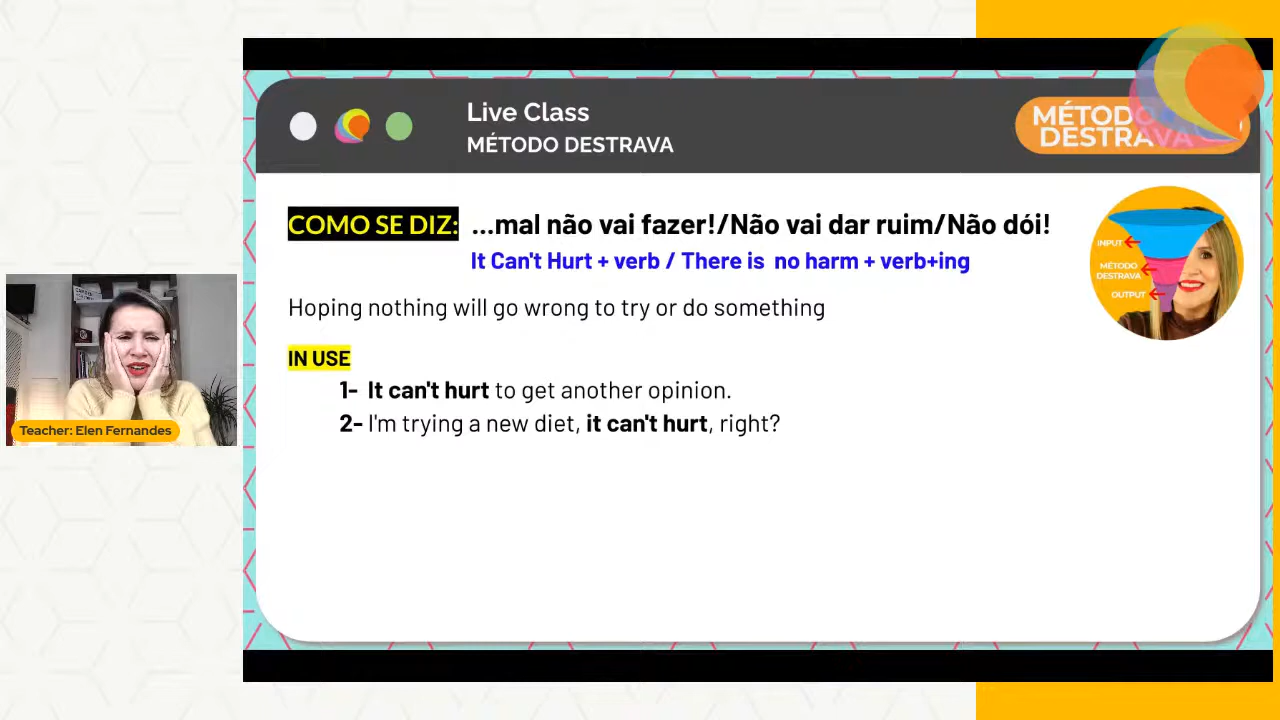 Live Class
MÉTODO DESTRAVA
MÉTODO
DESTRAVA
COMO SE DIZ: ...mal não vai fazer!/Não vai dar ruim/Não dói!
It Can't Hurt + verb / There is no harm + verb+ing
INPUT
MÉTODO
DESTRAVA
OUTPUT
Hoping nothing will go wrong to try or do something
IN USE
1- It can't hurt to get another opinion.
2- I'm trying a new diet, it can't hurt, right?
Teacher: Elen Fernandes